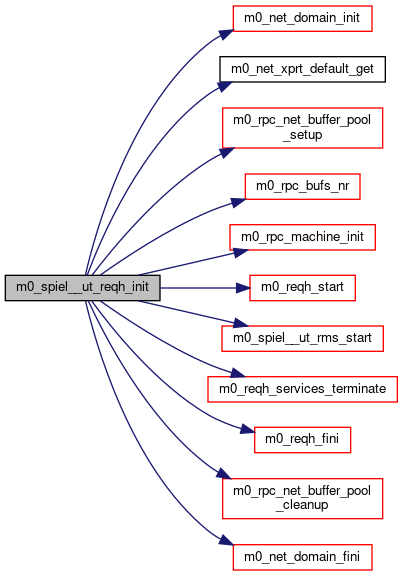 m0_net_domain_init
m0_net_xprt_default_get
m0_rpc_net_buffer_pool
_setup
m0_rpc_bufs_nr
m0_rpc_machine_init
m0_spiel__ut_reqh_init
m0_reqh_start
m0_spiel__ut_rms_start
m0_reqh_services_terminate
m0_reqh_fini
m0_rpc_net_buffer_pool
_cleanup
m0_net_domain_fini